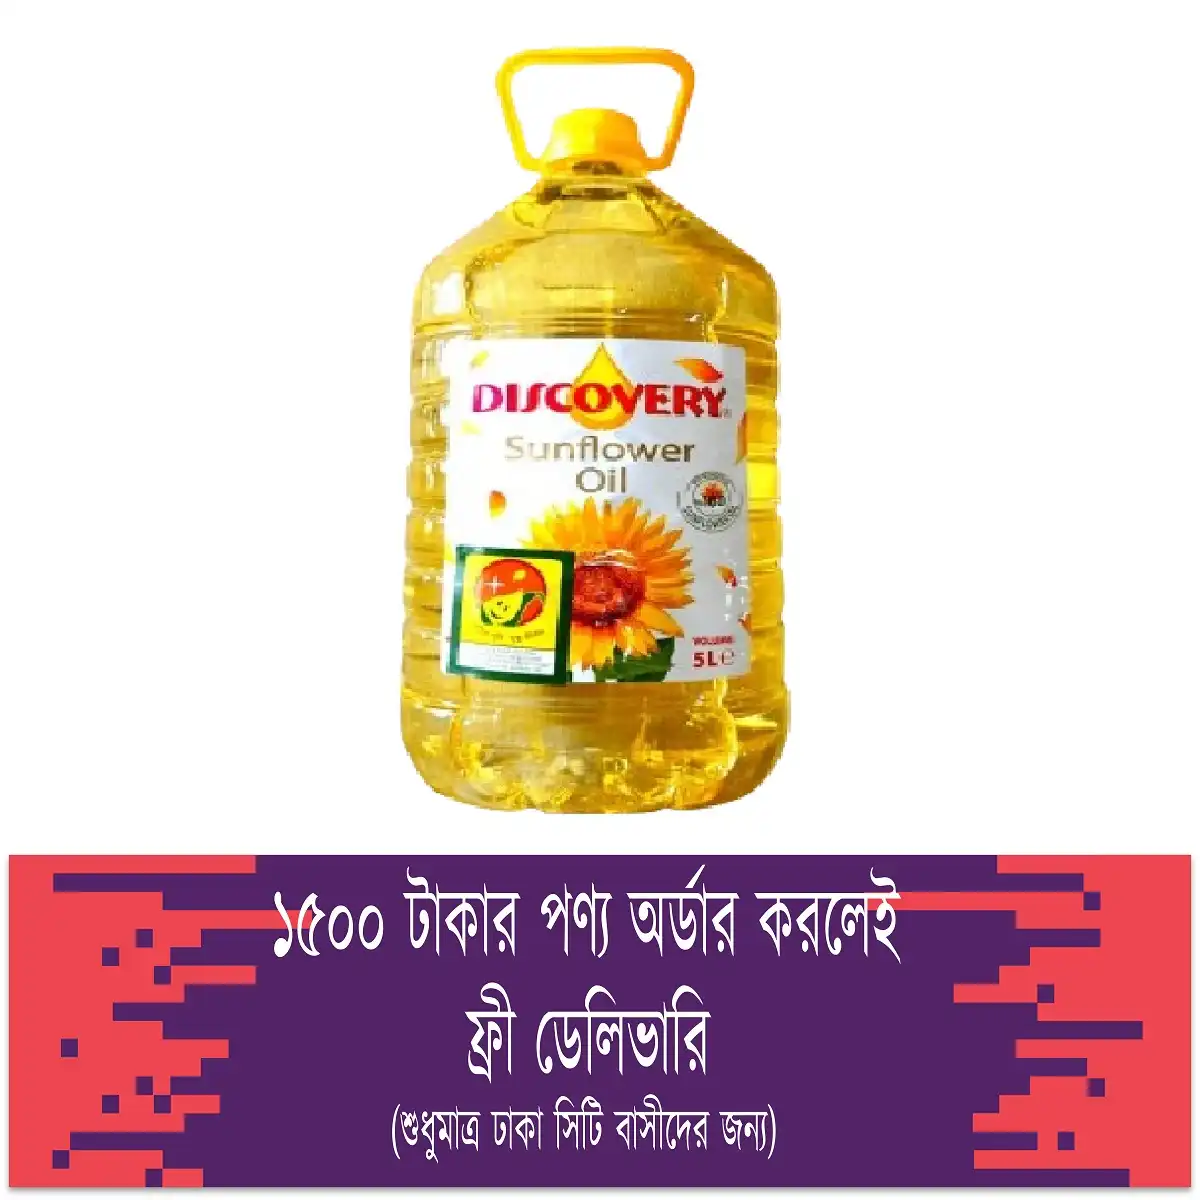 DISCOVERY
Sunflower
Oil
5L e
১৫০০ টাকার পণ্য অর্ডার করলেই
ফ্রী ডেলিভারি
(শুধুমাত্র ঢাকা সিটি বাসীদের জন্য)